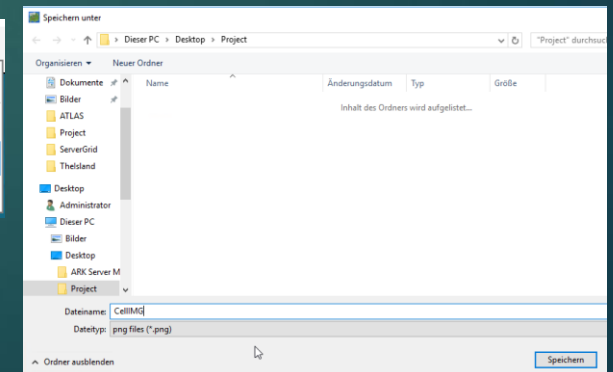 Speichern unter
Dieser PC > Desktop > Project
"Project" durchsuc
Organisieren
Neuer Ordner
Name
Änderungsdatum
Typ
Größe
Inhalt des Ordners wird aufgelistet...
Dokumente
Bilder
ATLAS
Project
ServerGrid
TheIsland
Desktop
Administrator
Dieser PC
Bilder
Desktop
ARK Server M
Project
Dateiname: CellIMG
Dateityp: png files (*.png)
Ordner ausblenden
Speichern